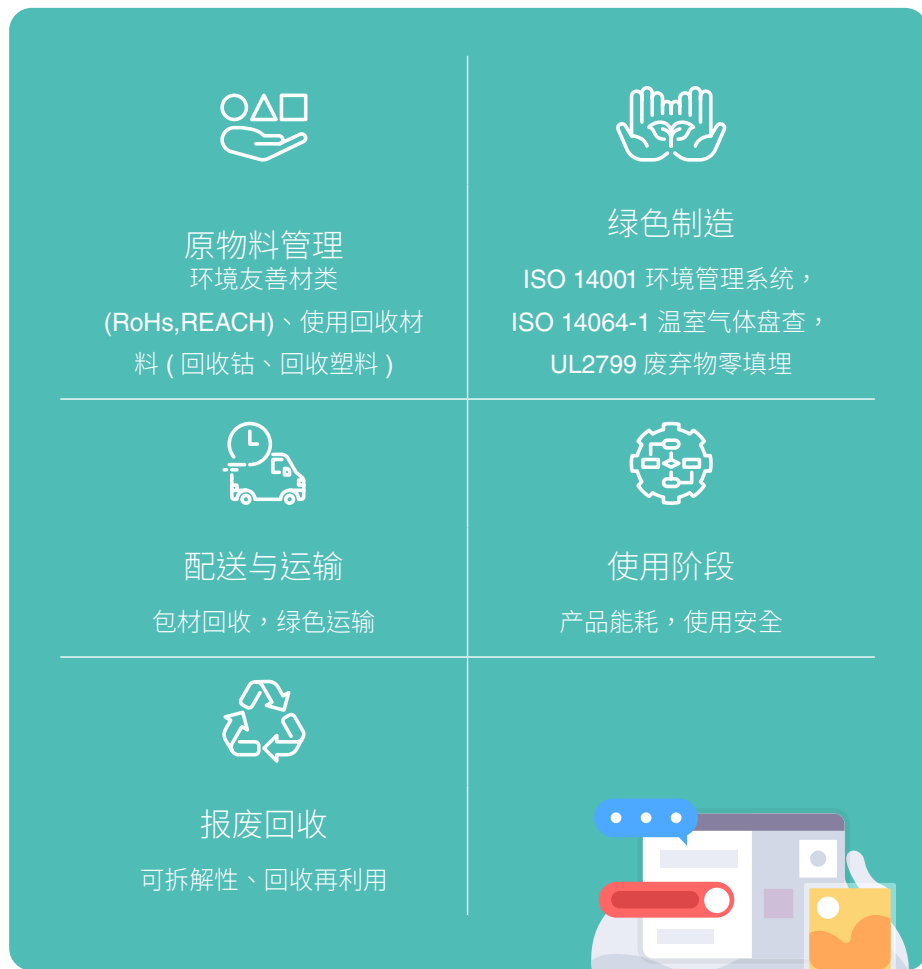 原物料管理
环境友善材类
(RoHs,REACH)、使用回收材
料 ( 回收钴、回收塑料 )
绿色制造
ISO 14001 环境管理系统，
ISO 14064-1 温室气体盘查，
UL2799 废弃物零填埋
配送与运输
包材回收，绿色运输
使用阶段
产品能耗，使用安全
报废回收
可拆解性、回收再利用